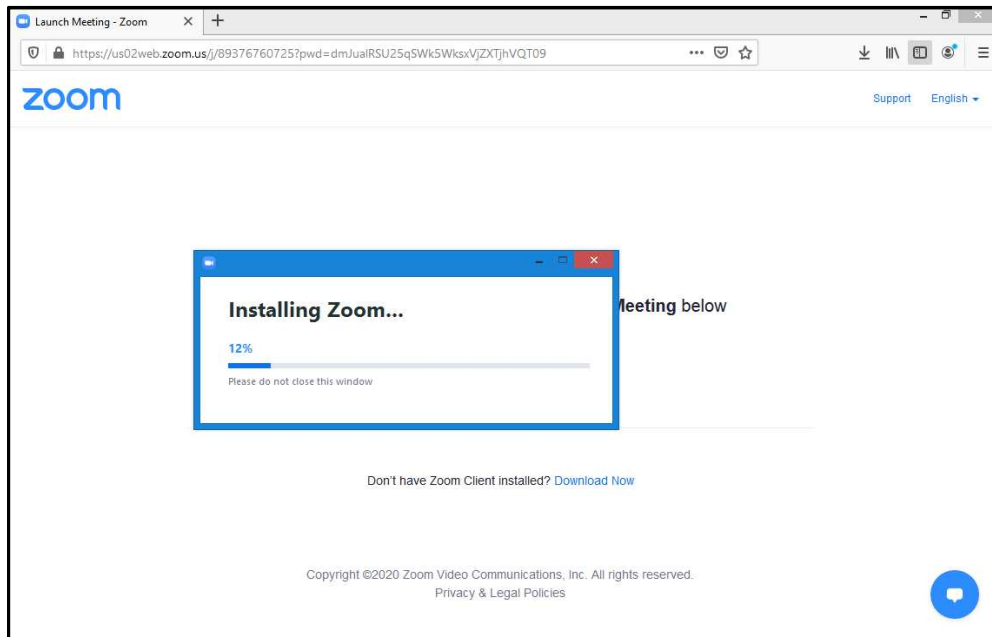 Launch Meeting - Zoom
https://us02web.zoom.us/j/89376760725?pwd=dmJualRSU25qSWk5WksxVjZXTjhVQT09
zoom
Support English
Installing Zoom...
Meeting below
12%
Please do not close this window
Don't have Zoom Client installed? Download Now
Copyright ©2020 Zoom Video Communications, Inc. All rights reserved.
Privacy & Legal Policies